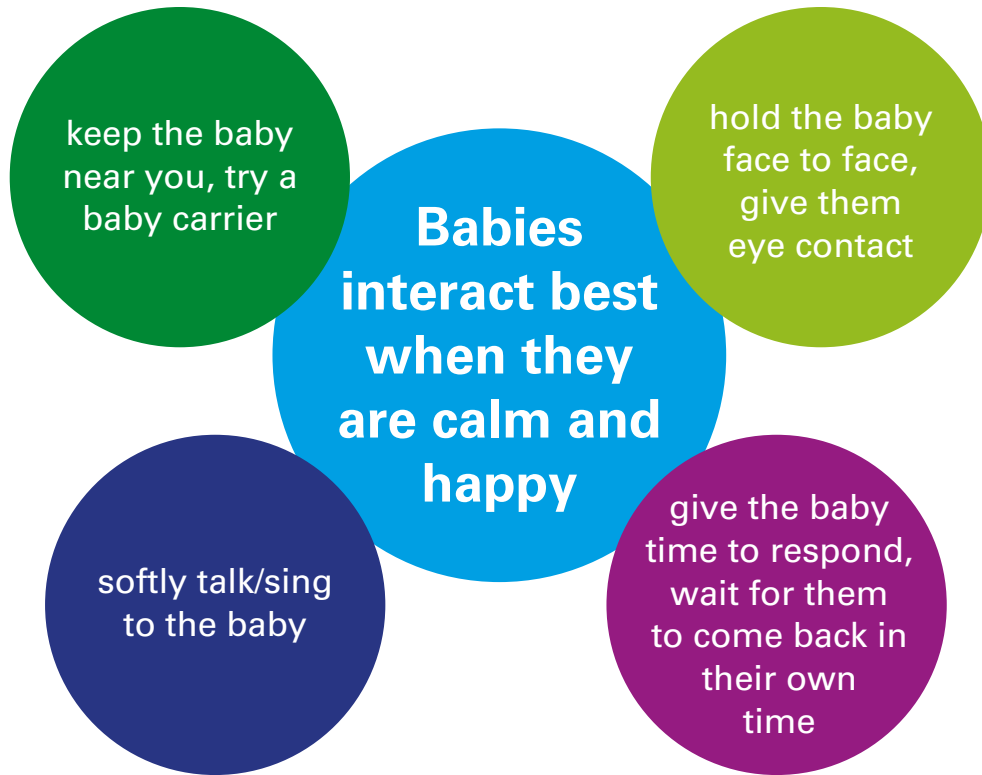 keep the baby
near you, try a
baby carrier
hold the baby
face to face,
give them
eye contact
Babies
interact best
when they
are calm and
happy
softly talk/sing
to the baby
give the baby
time to respond,
wait for them
to come back in
their own
time